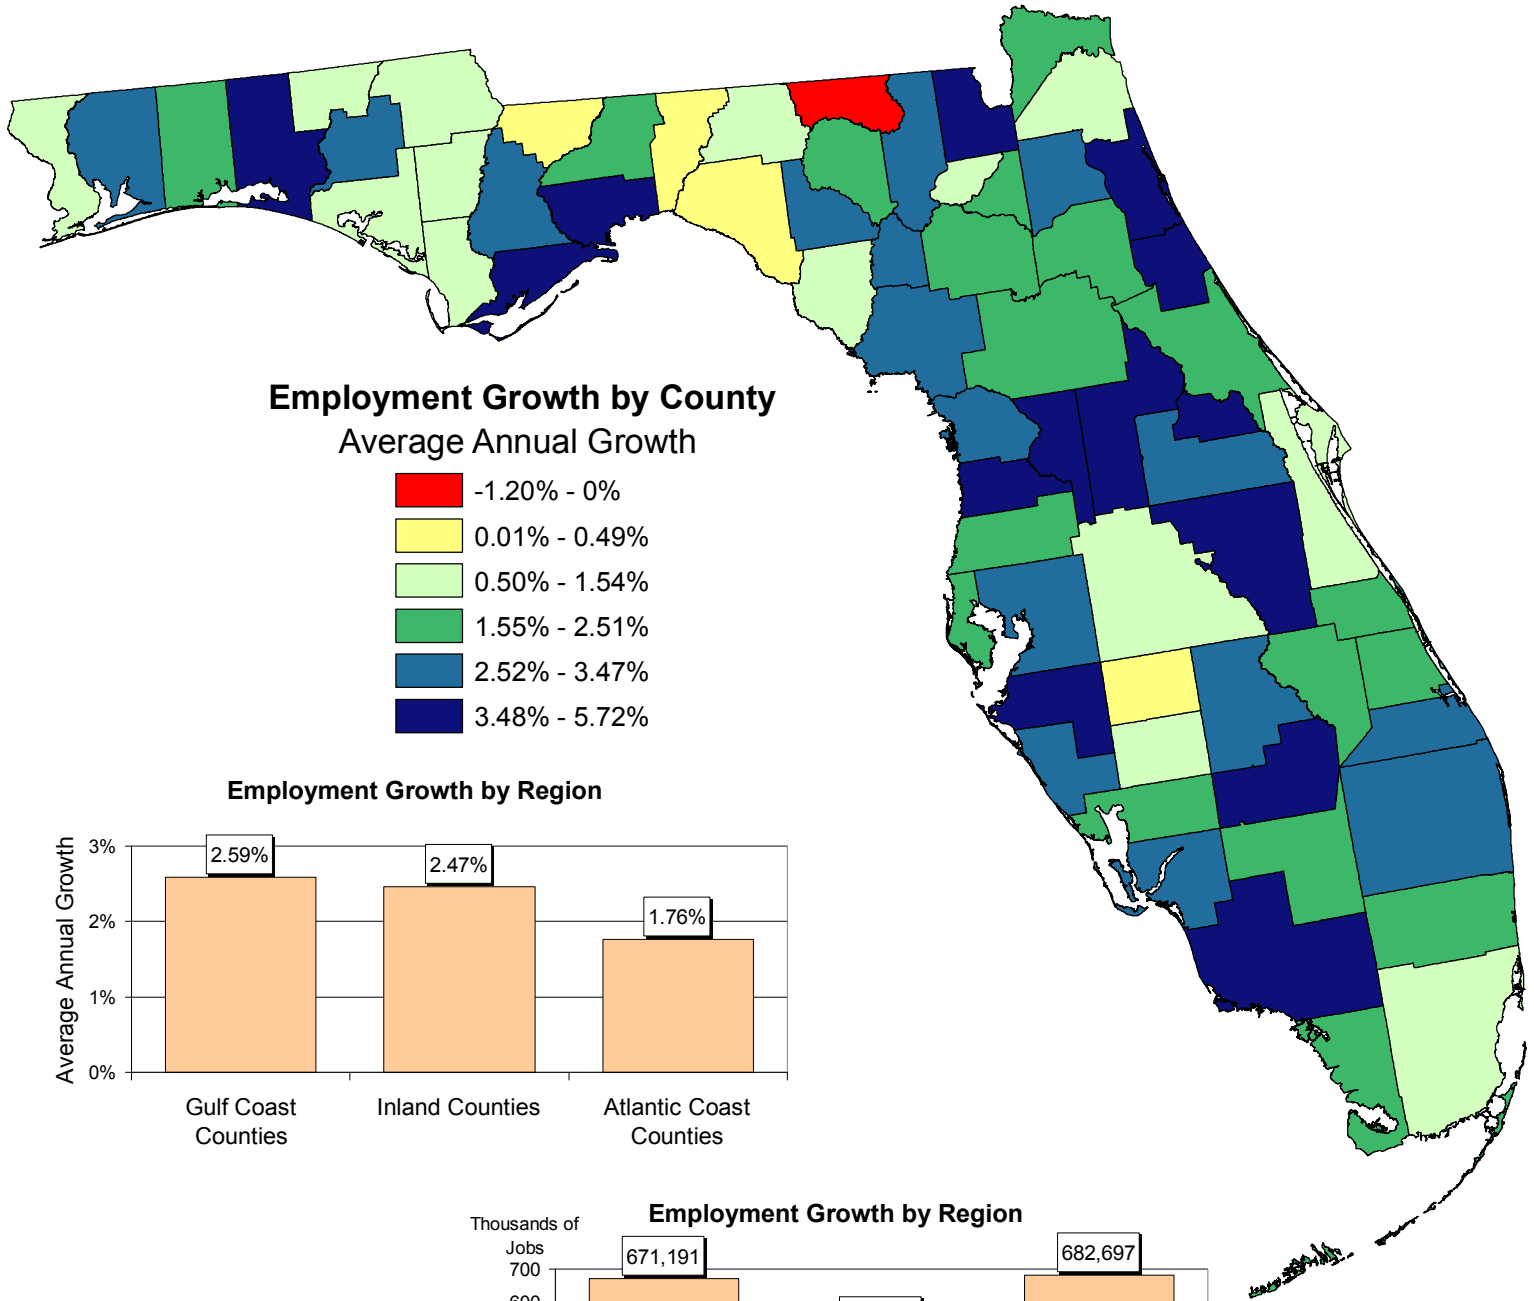 Employment Growth by County
Average Annual Growth
-1.20% - 0%
0.01% - 0.49%
0.50% - 1.54%
1.55% - 2.51%
2.52% - 3.47%
3.48% - 5.72%
Employment Growth by Region
Average Annual Growth
3%
2%
1%
0%
2.59%
2.47%
1.76%
Gulf Coast
Counties
Inland Counties
Atlantic Coast
Counties
Employment Growth by Region
Thousands of
Jobs
700
600
671,191
682,697